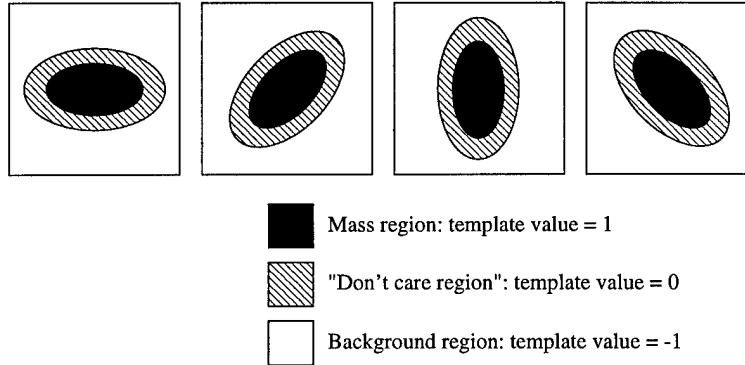 Mass region: template value = 1
"Don't care region": template value = 0
Background region: template value = -1